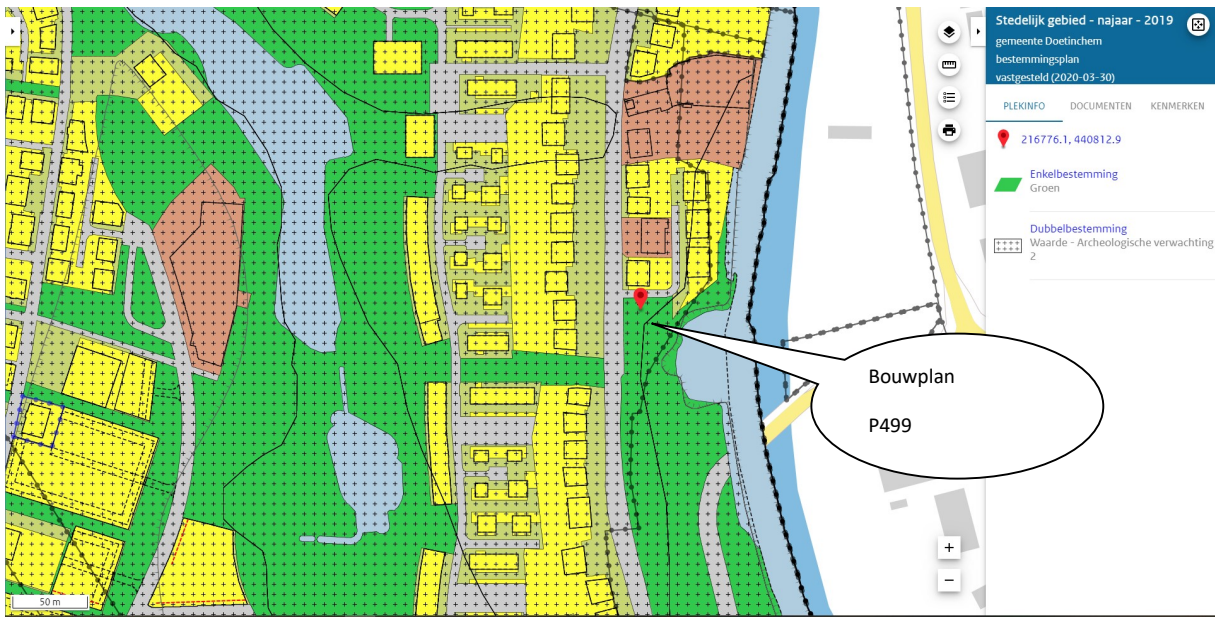 Stedelijk gebied - najaar - 2019
gemeente Doetinchem
bestemmingsplan
vastgesteld (2020-03-30)
PLEKINFO DOCUMENTEN KENMERKEN
216776.1, 440812.9
Enkelbestemming
Groen
Dubbelbestemming
Waarde - Archeologische verwachting
2
Bouwplan
P499
+
−
50 m